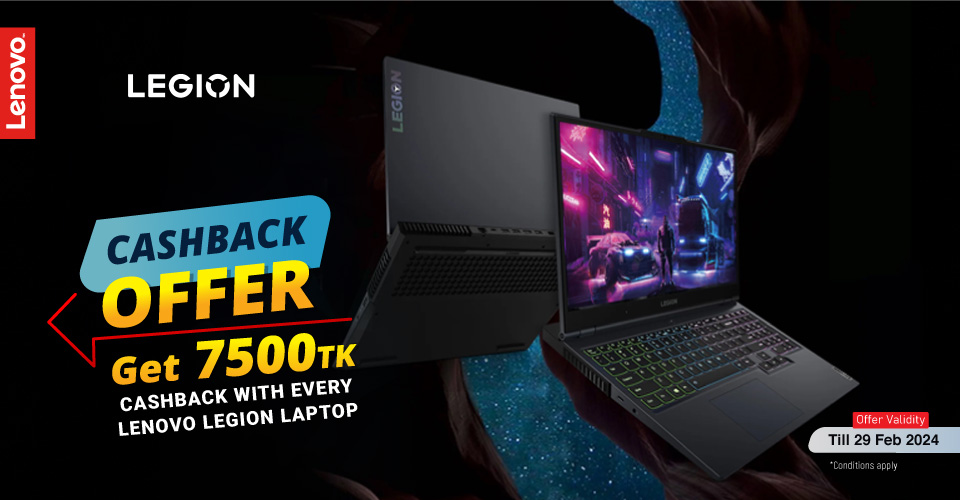 Lenovo
LEGION
LEGION
LEGION
CASHBACK
OFFER
Get 7500TK
CASHBACK WITH EVERY
LENOVO LEGION LAPTOP
Offer Validity
Till 29 Feb 2024
*Conditions apply